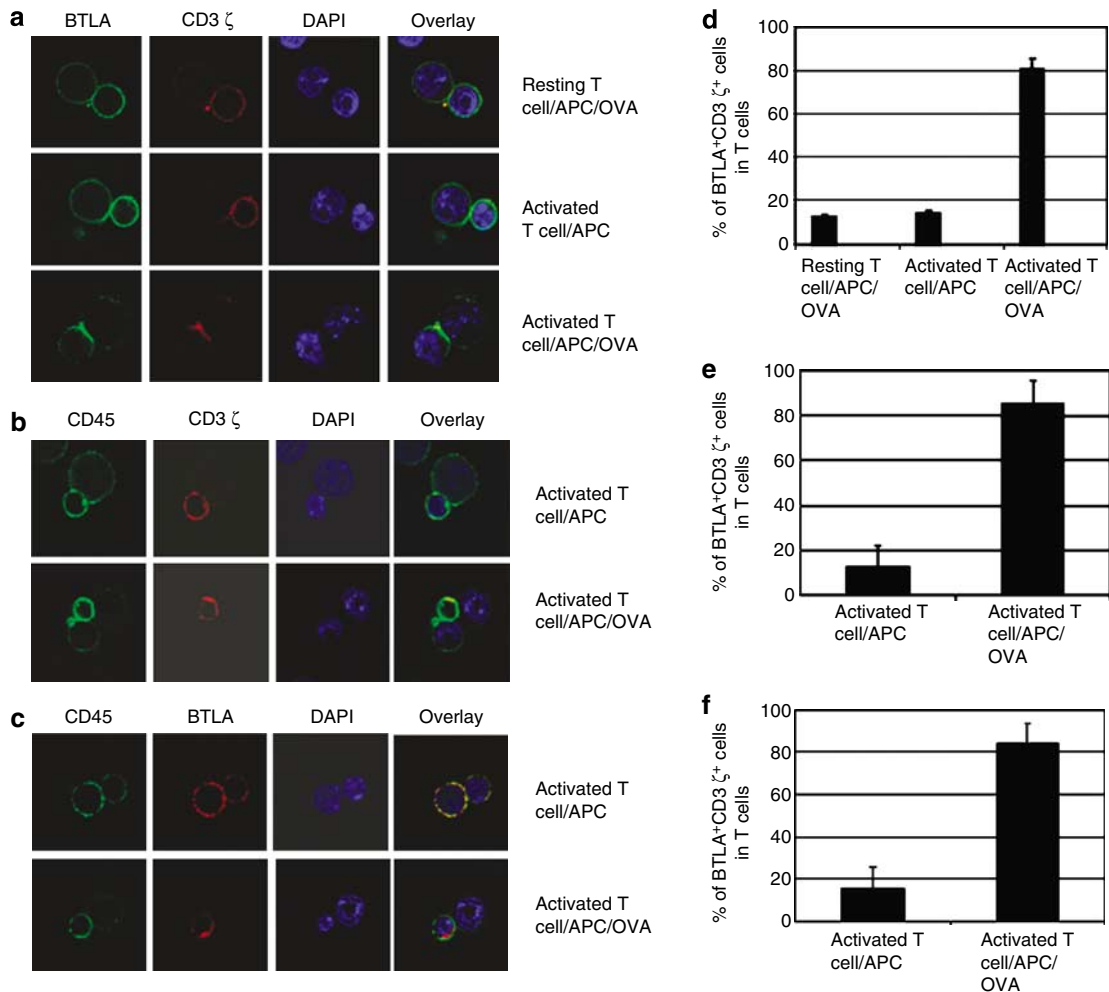 a
BTLA CD3 ζ DAPI Overlay
Resting T
cell/APC/OVA
Activated
T cell/APC
Activated T
cell/APC/OVA
b
CD45 CD3 ζ DAPI Overlay
Activated T
cell/APC
Activated T
cell/APC/OVA
c
CD45 BTLA DAPI Overlay
Activated T
cell/APC
Activated T
cell/APC/OVA
d
% of BTLA+CD3 ζ+ cells
in T cells
100
80
60
40
20
0
Resting T Activated T Activated T
cell/APC/ cell/APC cell/APC/
OVA OVA
e
% of BTLA+CD3 ζ+ cells
in T cells
100
80
60
40
20
0
Activated T Activated T
cell/APC cell/APC/
OVA
f
% of BTLA+CD3 ζ+ cells
in T cells
100
80
60
40
20
0
Activated T Activated T
cell/APC cell/APC/
OVA